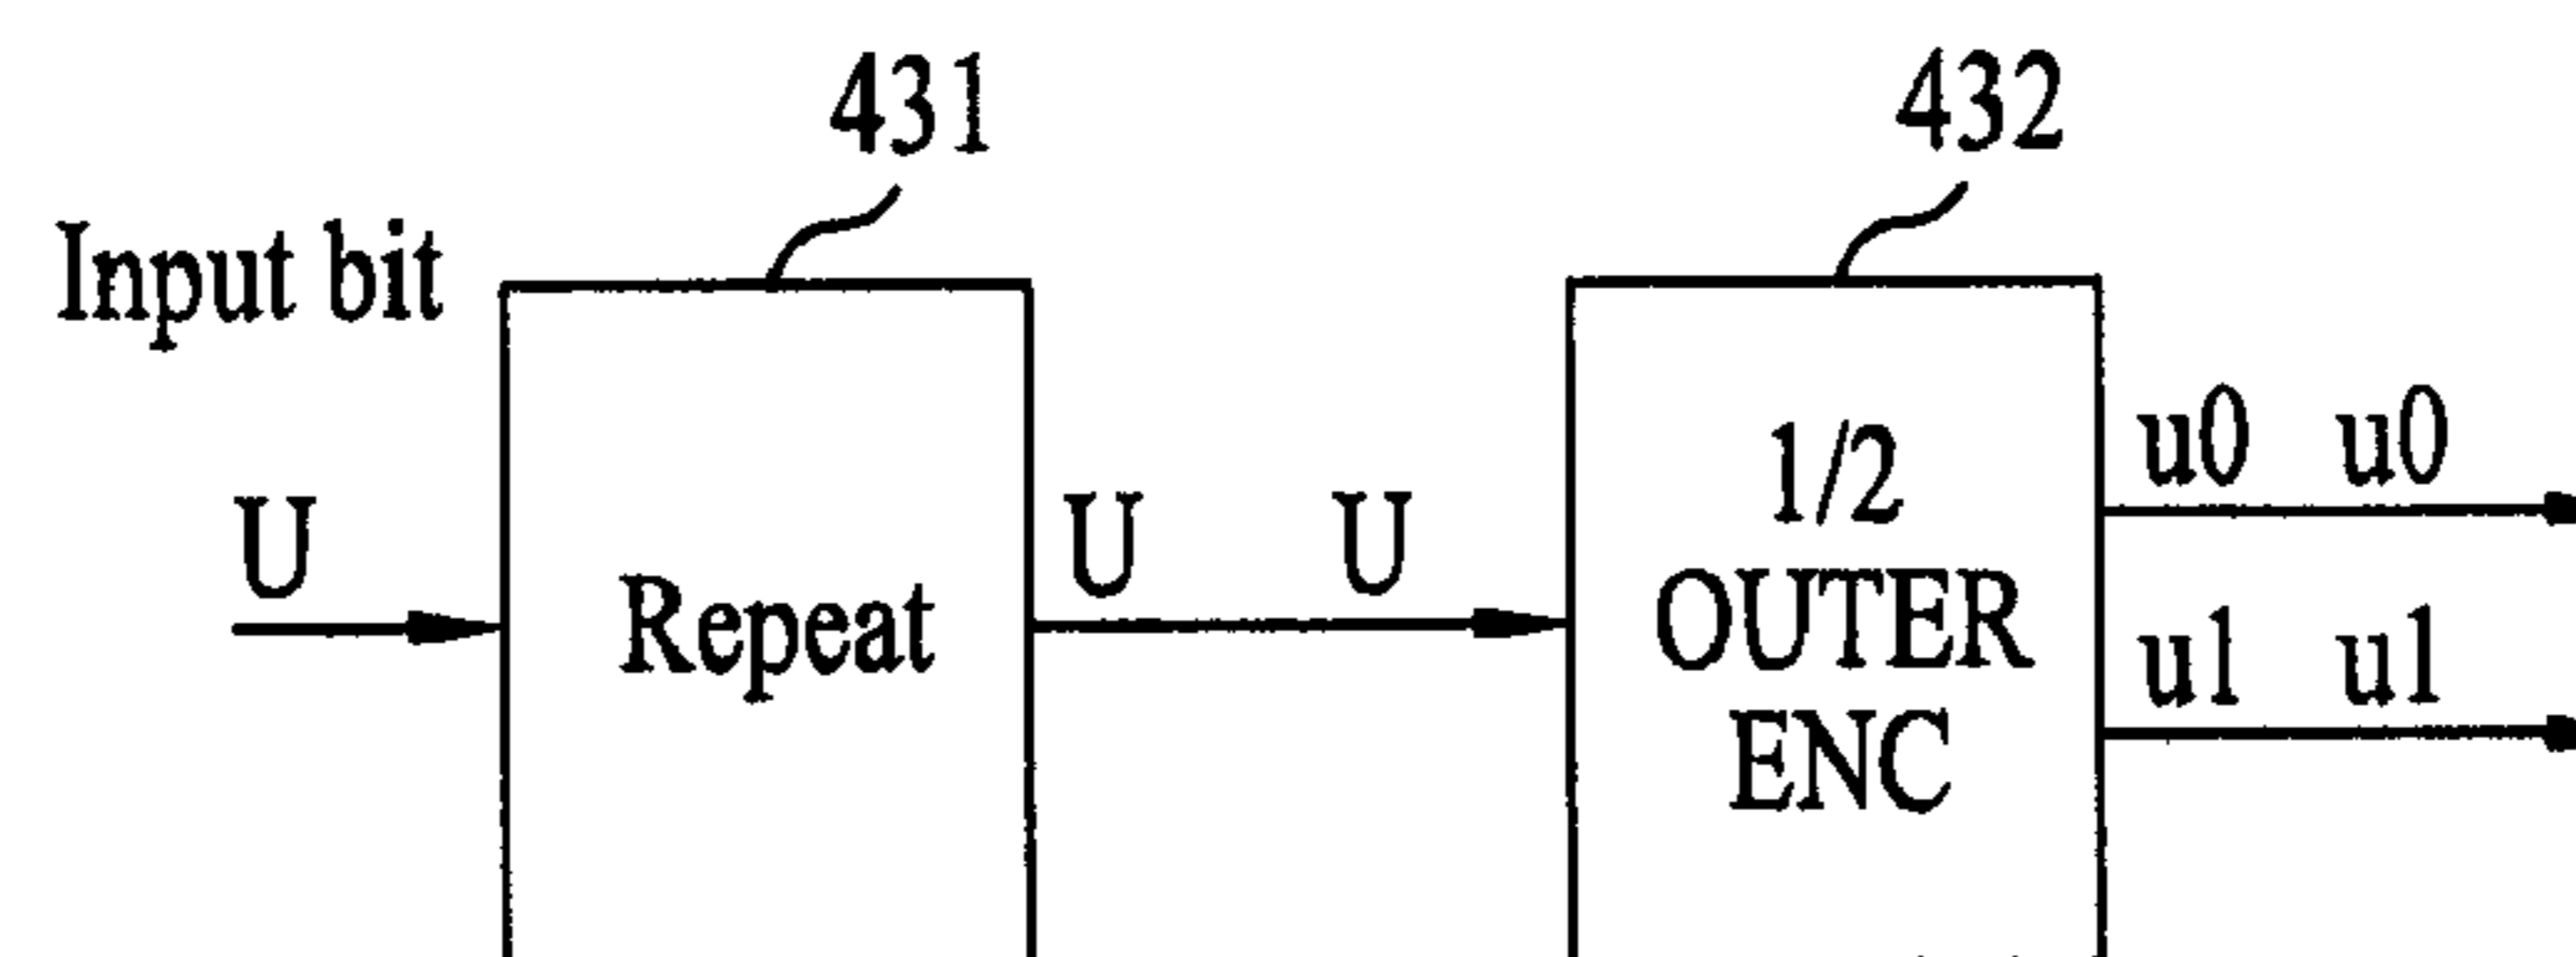 431
432
Input bit
U
Repeat
U U
1/2
OUTER
ENC
u0 u0
u1 u1